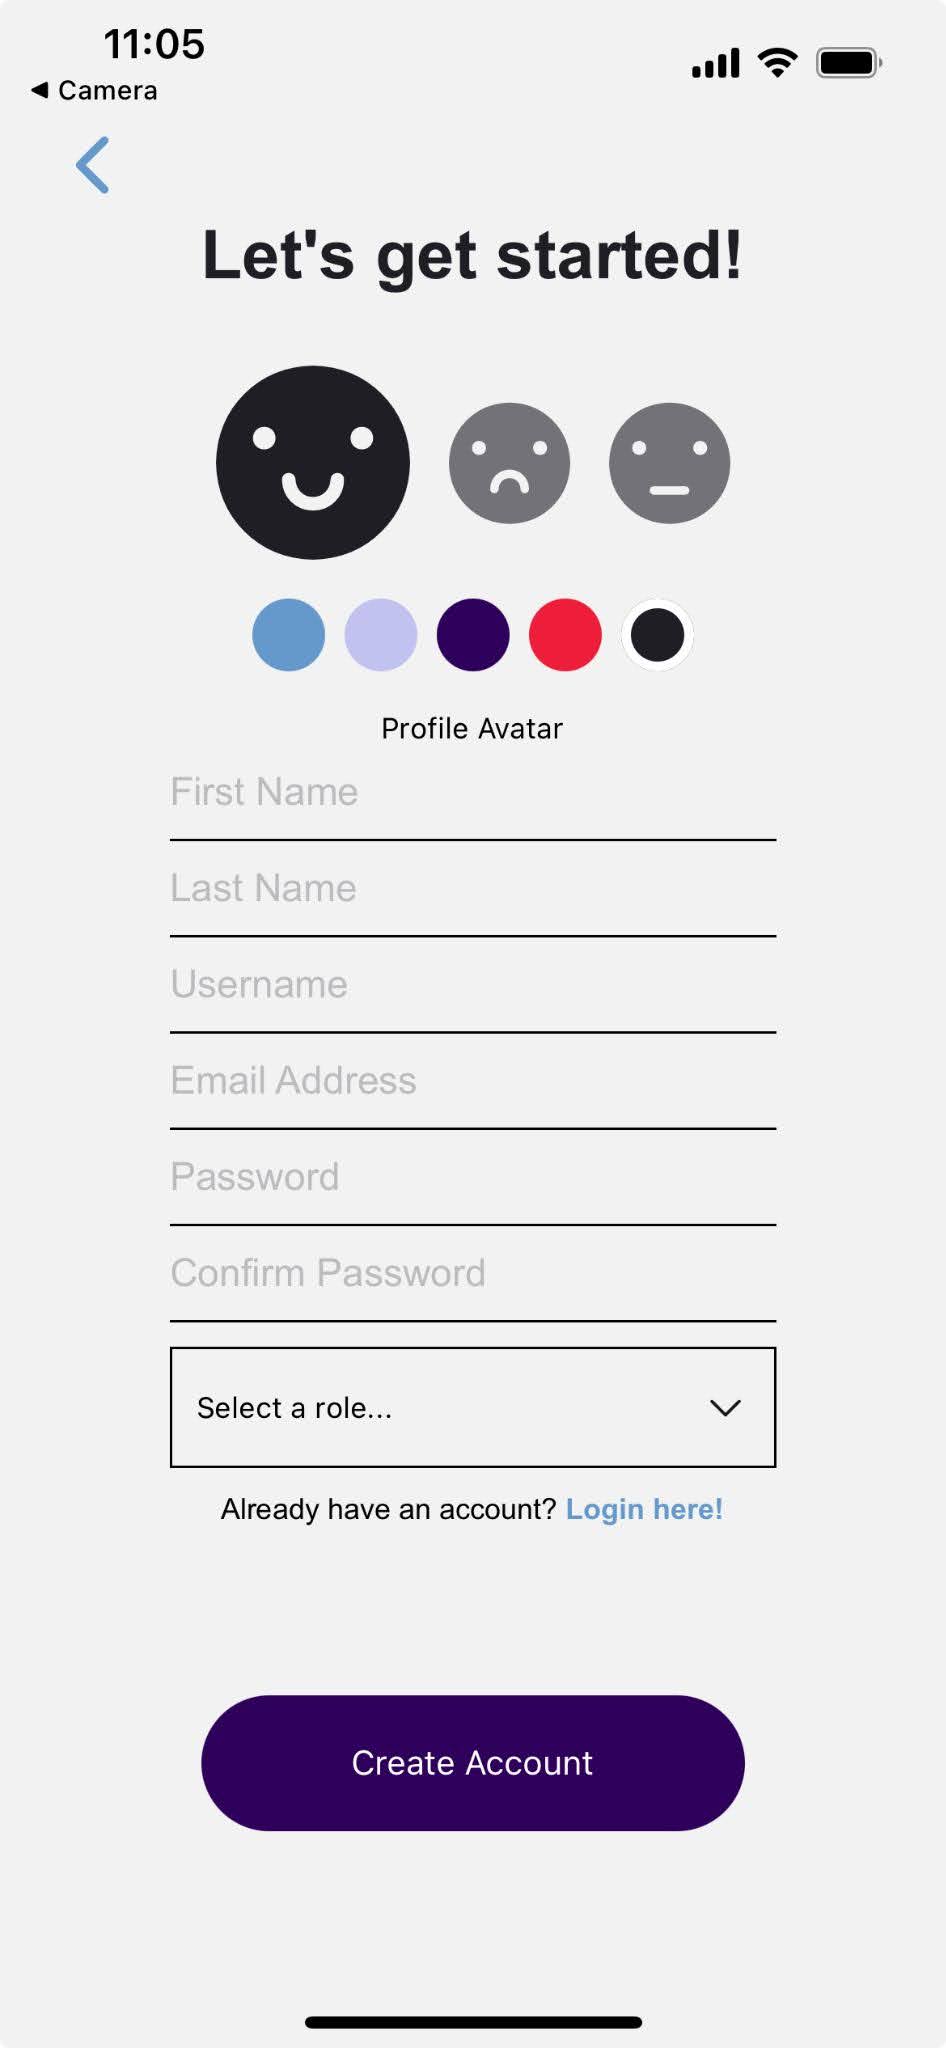 11:05
◀ Camera
Let's get started!
Profile Avatar
First Name
Last Name
Username
Email Address
Password
Confirm Password
Select a role...
Already have an account? Login here!
Create Account